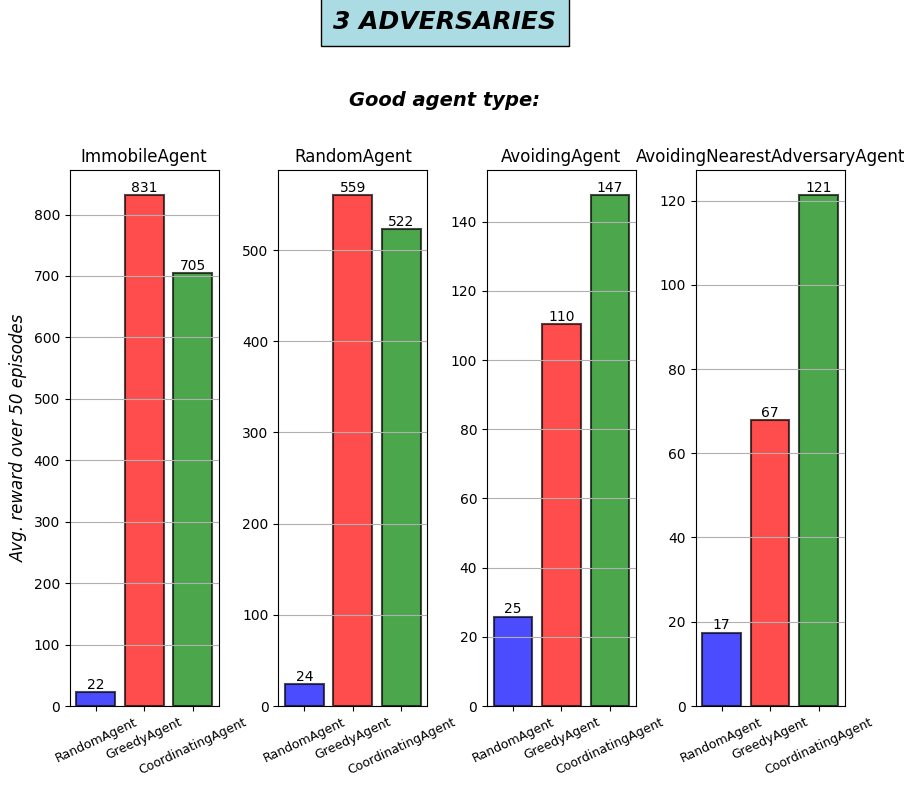 3 ADVERSARIES
Good agent type:
Avg. reward over 50 episodes
ImmobileAgent
800
700
600
500
400
300
200
100
0
22
831
705
RandomAgent
GreedyAgent
CoordinatingAgent
RandomAgent
500
400
300
200
100
0
24
559
522
RandomAgent
GreedyAgent
CoordinatingAgent
AvoidingAgent
140
120
100
80
60
40
20
0
25
110
147
RandomAgent
GreedyAgent
CoordinatingAgent
AvoidingNearestAdversaryAgent
120
100
80
60
40
20
0
17
67
121
RandomAgent
GreedyAgent
CoordinatingAgent